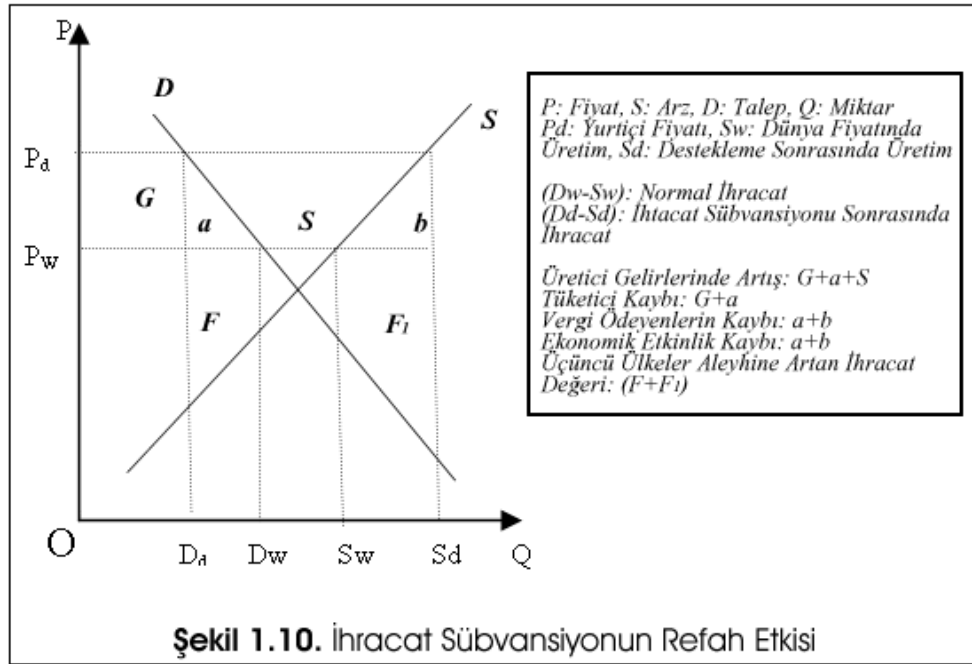 P
D
S
P: Fiyat, S: Arz, D: Talep, Q: Miktar
Pd: Yurtiçi Fiyatı, Sw: Dünya Fiyatında
Üretim, Sd: Destekleme Sonrasında Üretim
(Dw-Sw): Normal İhracat
(Dd-Sd): İhtacat Sübvansiyonu Sonrasında
İhracat
Üretici Gelirlerinde Artış: G+a+S
Tüketici Kaybı: G+a
Vergi Ödeyenlerin Kaybı: a+b
Ekonomik Etkinlik Kaybı: a+b
Üçüncü Ülkeler Aleyhine Artan İhracat
Değeri: (F+F1)
Pd
G
a
S
b
PW
F
F1
O
Dd
Dw
Sw
Sd
Q
Şekil 1.10. İhracat Sübvansiyonun Refah Etkisi